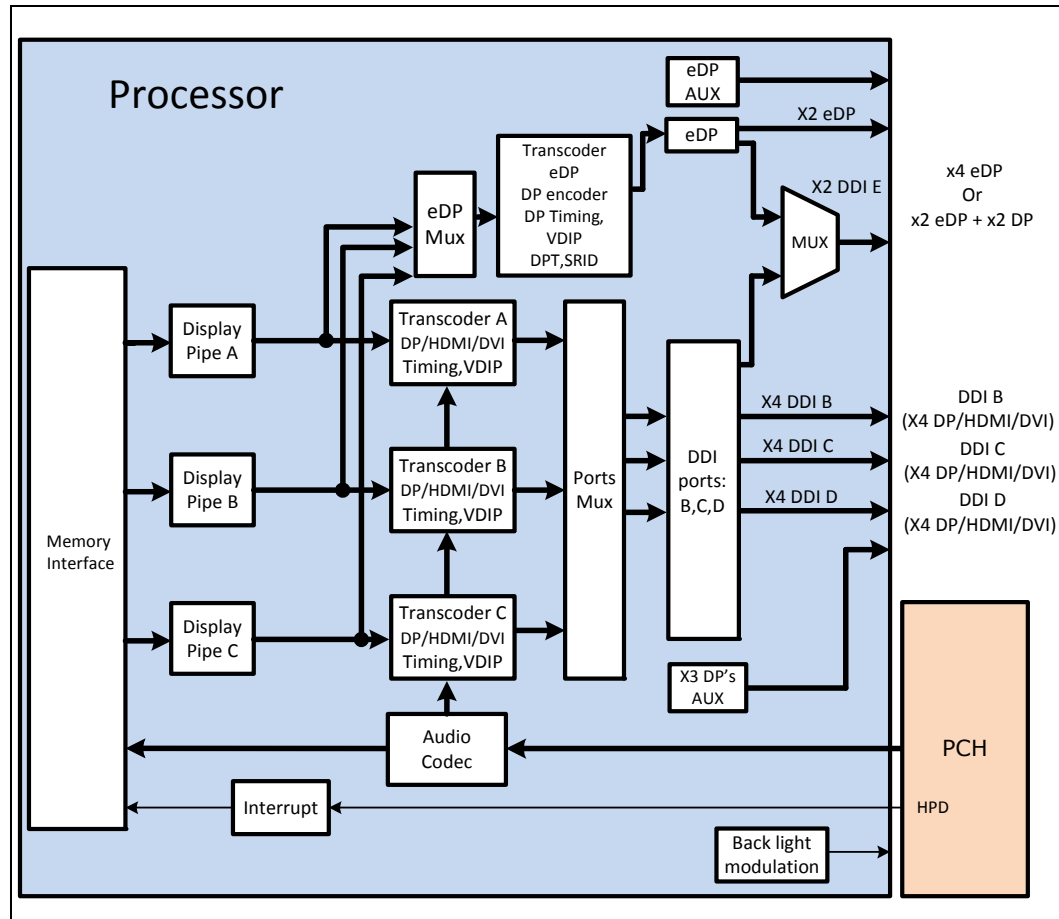 Processor
eDP
AUX
X2 eDP
eDP
Transcoder
eDP
DP encoder
DP Timing,
VDIP
DPT,SRID
eDP
Mux
X2 DDI E
MUX
x4 eDP
Or
x2 eDP + x2 DP
Memory
Interface
Display
Pipe A
Transcoder A
DP/HDMI/DVI
Timing,VDIP
Display
Pipe B
Transcoder B
DP/HDMI/DVI
Timing,VDIP
Display
Pipe C
Transcoder C
DP/HDMI/DVI
Timing,VDIP
Ports
Mux
DDI
ports:
B,C,D
X4 DDI B
X4 DDI C
X4 DDI D
DDI B
(X4 DP/HDMI/DVI)
DDI C
(X4 DP/HDMI/DVI)
DDI D
(X4 DP/HDMI/DVI)
X3 DP's
AUX
Audio
Codec
PCH
Interrupt
HPD
Back light
modulation